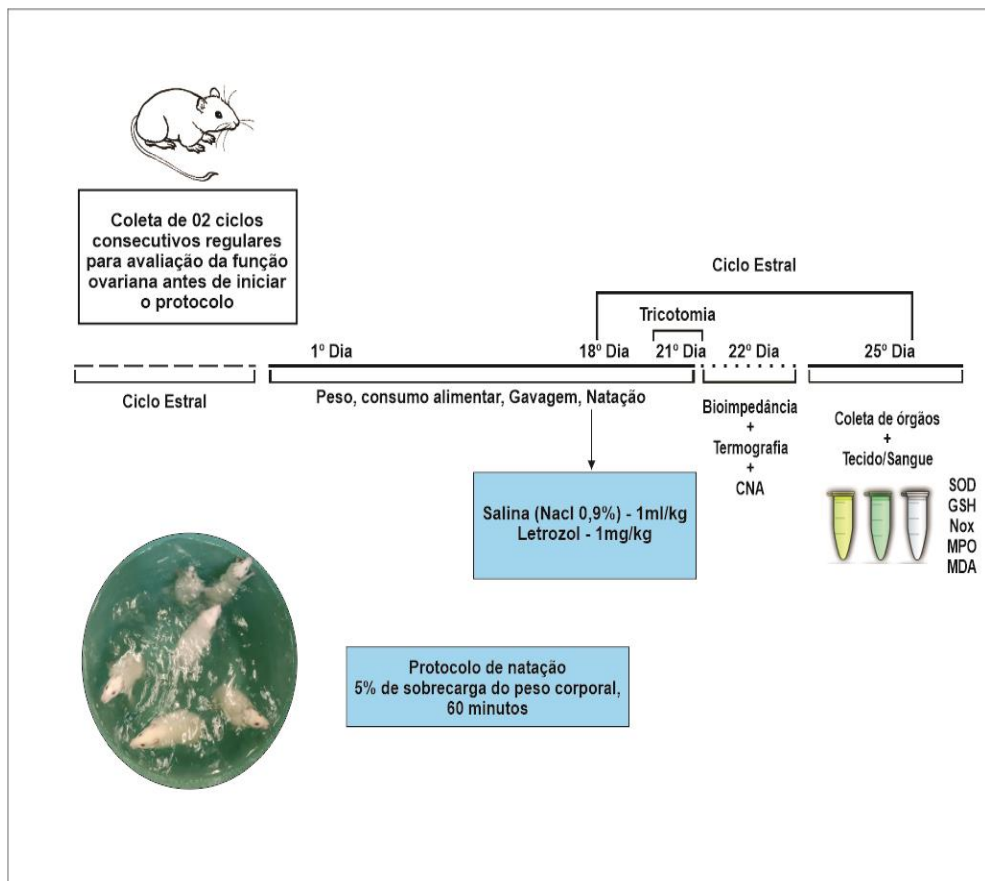 Coleta de 02 ciclos
consecutivos regulares
para avaliação da função
ovariana antes de iniciar
o protocolo
Ciclo Estral
Tricotomia
1º Dia
18º Dia
21º Dia
22º Dia
25º Dia
Ciclo Estral
Peso, consumo alimentar, Gavagem, Natação
Bioimpedância
+
Termografia
+
CNA
Coleta de órgãos
+
Tecido/Sangue
SOD
GSH
Nox
MPO
MDA
Salina (Nacl 0,9%) - 1ml/kg
Letrozol - 1mg/kg
Protocolo de natação
5% de sobrecarga do peso corporal,
60 minutos